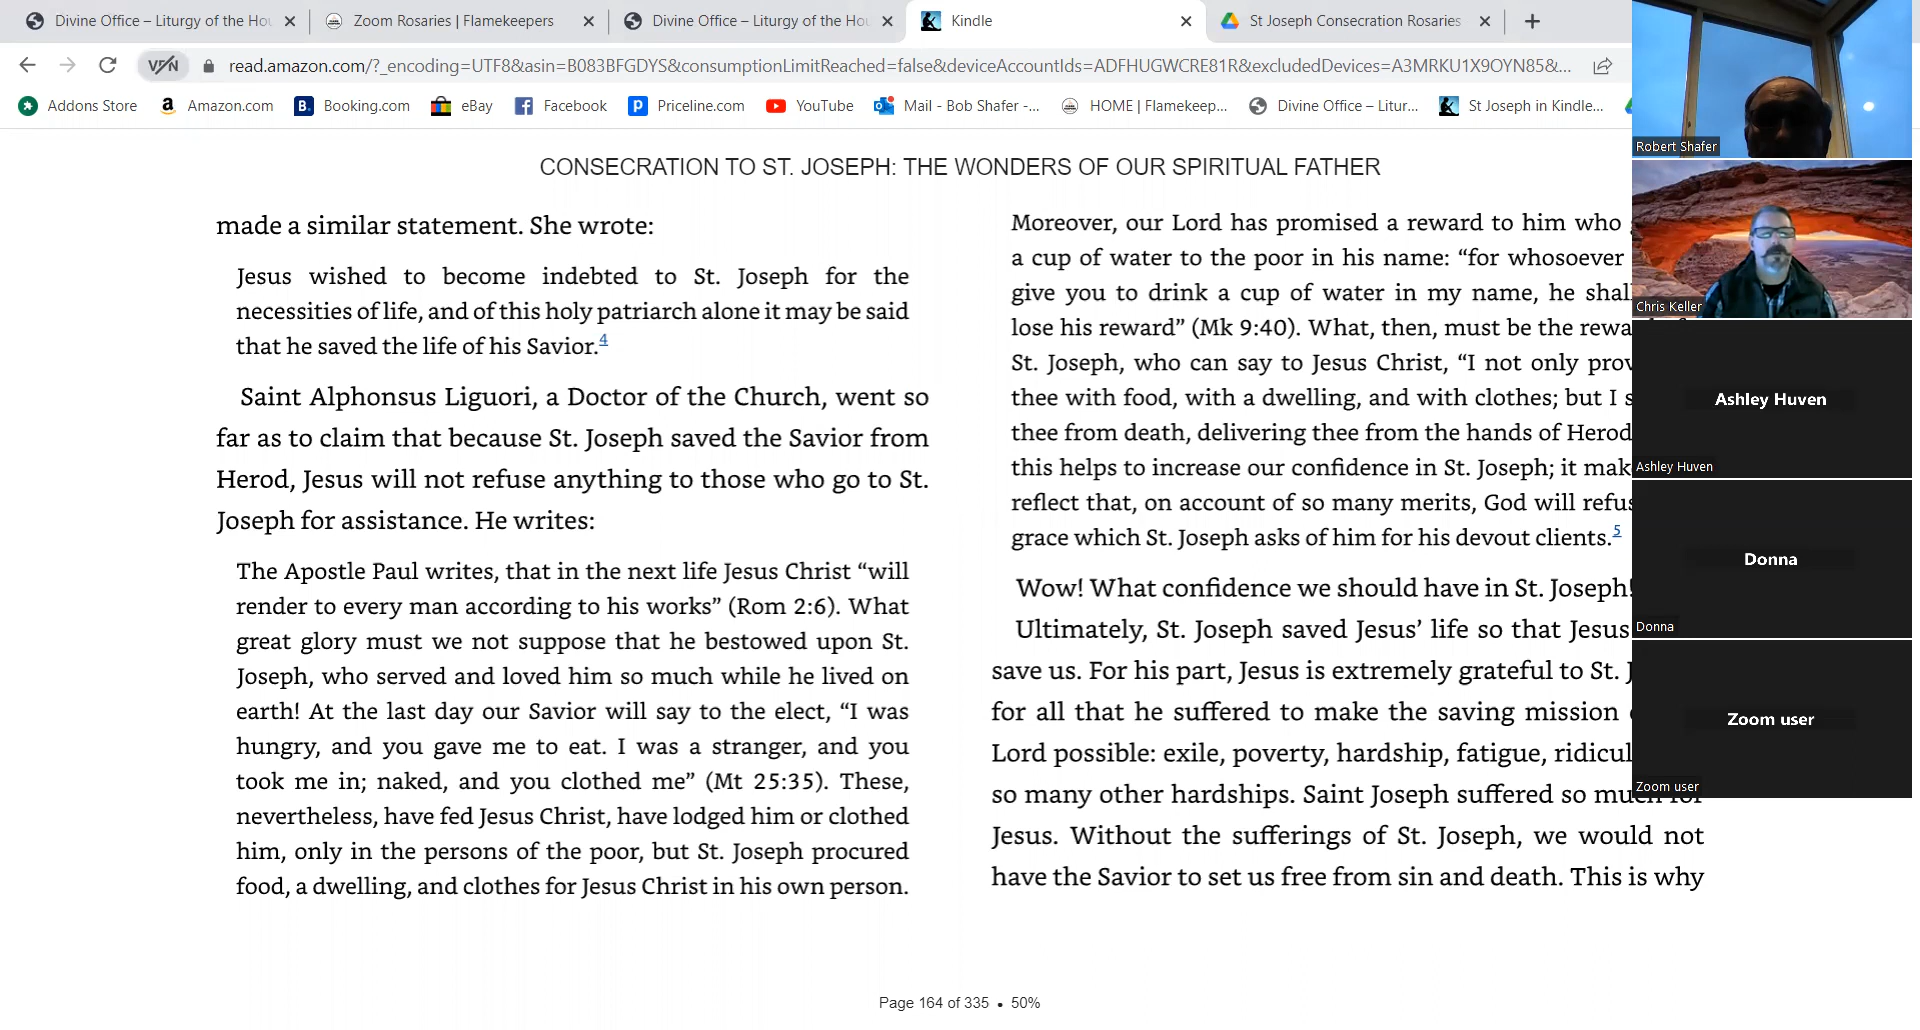 Divine Office – Liturgy of the Hou
Zoom Rosaries | Flamekeepers
Divine Office – Liturgy of the Hou
Kindle
St Joseph Consecration Rosaries
VPN
read.amazon.com/?_encoding=UTF8&asin=B083BFGDYS&consumptionLimitReached=false&deviceAccountIds=ADFHUGWCRE81R&excludedDevices=A3MRKU1X9OYN85&...
Addons Store
Amazon.com
Booking.com
eBay
Facebook
Priceline.com
YouTube
Mail - Bob Shafer -...
HOME | Flamekeep...
Divine Office – Litur...
St Joseph in Kindle...
CONSECRATION TO ST. JOSEPH: THE WONDERS OF OUR SPIRITUAL FATHER
made a similar statement. She wrote:
Jesus wished to become indebted to St. Joseph for the
necessities of life, and of this holy patriarch alone it may be said
that he saved the life of his Savior.4
Saint Alphonsus Liguori, a Doctor of the Church, went so
far as to claim that because St. Joseph saved the Savior from
Herod, Jesus will not refuse anything to those who go to St.
Joseph for assistance. He writes:
The Apostle Paul writes, that in the next life Jesus Christ “will
render to every man according to his works” (Rom 2:6). What
great glory must we not suppose that he bestowed upon St.
Joseph, who served and loved him so much while he lived on
earth! At the last day our Savior will say to the elect, “I was
hungry, and you gave me to eat. I was a stranger, and you
took me in; naked, and you clothed me” (Mt 25:35). These,
nevertheless, have fed Jesus Christ, have lodged him or clothed
him, only in the persons of the poor, but St. Joseph procured
food, a dwelling, and clothes for Jesus Christ in his own person.
Moreover, our Lord has promised a reward to him who
a cup of water to the poor in his name: “for whosoever
give you to drink a cup of water in my name, he shal
lose his reward” (Mk 9:40). What, then, must be the rewa
St. Joseph, who can say to Jesus Christ, “I not only prov
thee with food, with a dwelling, and with clothes; but I s
thee from death, delivering thee from the hands of Herod
this helps to increase our confidence in St. Joseph; it mak
reflect that, on account of so many merits, God will refus
grace which St. Joseph asks of him for his devout clients.5
Wow! What confidence we should have in St. Joseph!
Ultimately, St. Joseph saved Jesus’ life so that Jesus
save us. For his part, Jesus is extremely grateful to St. J
for all that he suffered to make the saving mission
Lord possible: exile, poverty, hardship, fatigue, ridicul
so many other hardships. Saint Joseph suffered so much for
Jesus. Without the sufferings of St. Joseph, we would not
have the Savior to set us free from sin and death. This is why
Page 164 of 335 • 50%
Robert Shafer
Chris Keller
Ashley Huven
Ashley Huven
Donna
Donna
Zoom user
Zoom user